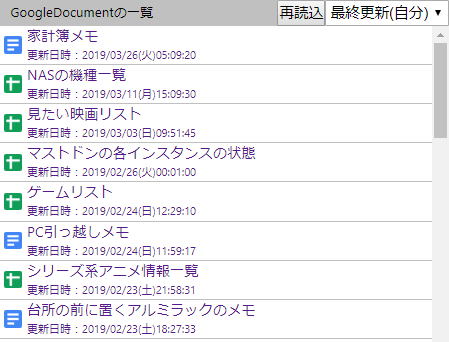 GoogleDocumentの一覧 再読込 最終更新(自分)
家計簿メモ
更新日時：2019/03/26(火)05:09:20
NASの機種一覧
更新日時：2019/03/11(月)15:09:30
見たい映画リスト
更新日時：2019/03/03(日)09:51:45
マストドンの各インスタンスの状態
更新日時：2019/02/26(火)00:01:00
ゲームリスト
更新日時：2019/02/24(日)12:29:10
PC引っ越しメモ
更新日時：2019/02/24(日)11:59:17
シリーズ系アニメ情報一覧
更新日時：2019/02/23(土)21:58:31
台所の前に置くアルミラックのメモ
更新日時：2019/02/23(土)18:27:33